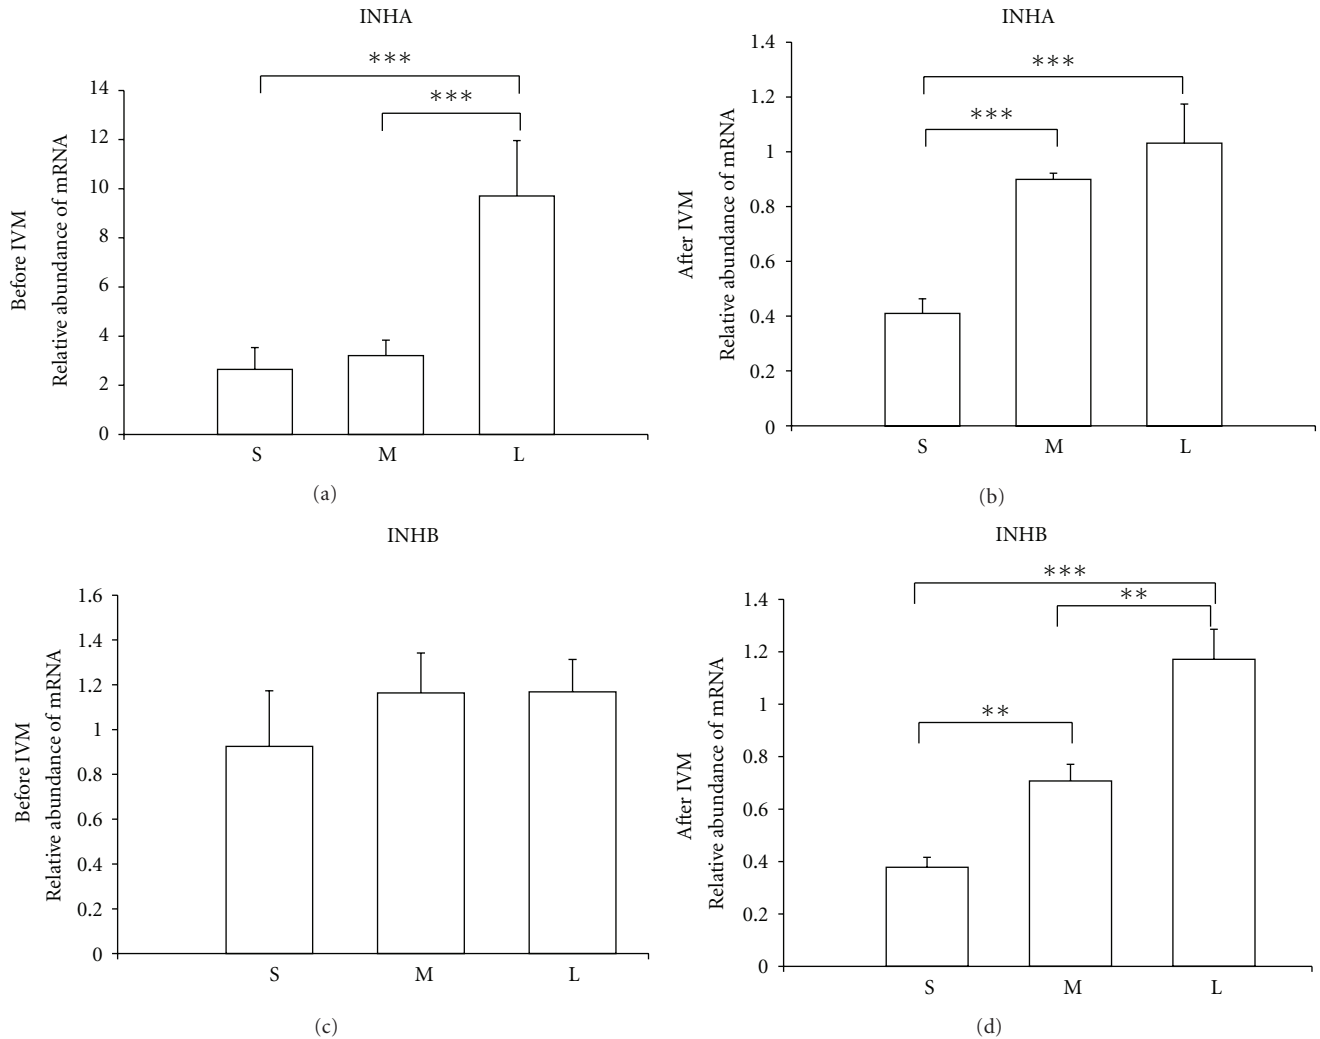 INHA
***
***
14
12
10
8
6
4
2
0
Before IVM
Relative abundance of mRNA
S M L
(a)
INHA
***
***
1.4
1.2
1
0.8
0.6
0.4
0.2
0
After IVM
Relative abundance of mRNA
S M L
(b)
INHB
1.6
1.4
1.2
1
0.8
0.6
0.4
0.2
0
Before IVM
Relative abundance of mRNA
S M L
(c)
INHB
***
**
**
1.4
1.2
1
0.8
0.6
0.4
0.2
0
After IVM
Relative abundance of mRNA
S M L
(d)